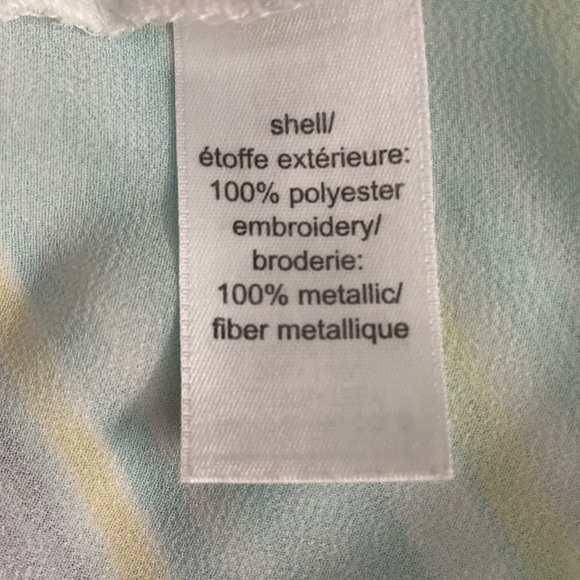 shell/
étoffe extérieure:
100% polyester
embroidery/
broderie:
100% metallic/
fiber metallique